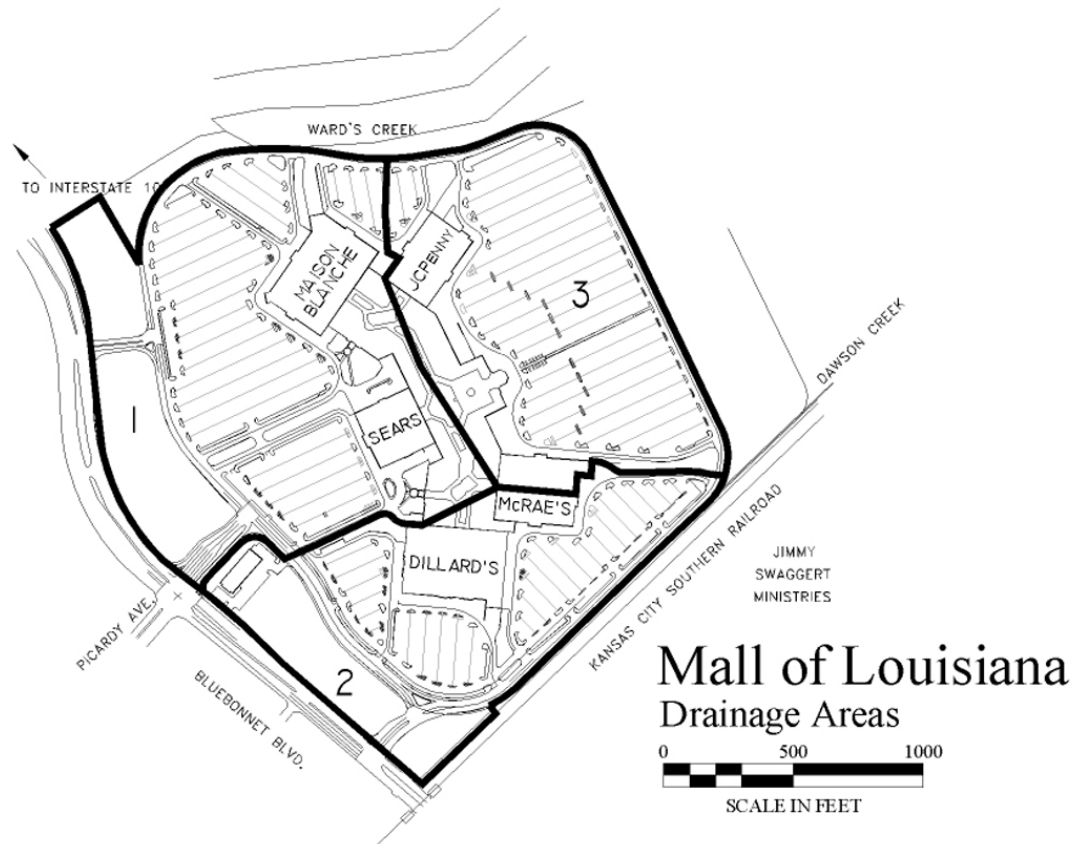 WARD'S CREEK
TO INTERSTATE 10
MAISON
BLANCHE
JCPENNY
3
DAWSON CREEK
1
SEARS
McRAE'S
DILLARD'S
JIMMY
SWAGGERT
MINISTRIES
KANSAS CITY SOUTHERN RAILROAD
PICARDY AVE.
2
BLUEBONNET BLVD.
Mall of Louisiana
Drainage Areas
0 500 1000
SCALE IN FEET